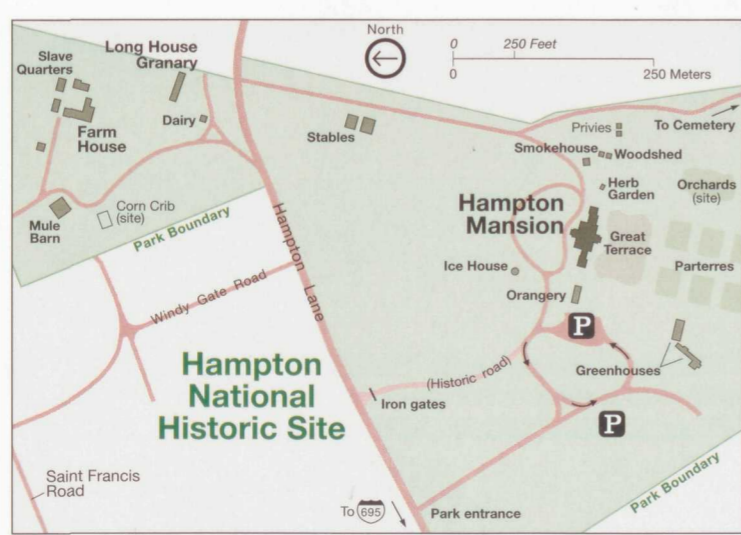 North
0 250 Feet
0 250 Meters
Slave
Quarters
Long House
Granary
Dairy
Farm
House
Mule
Barn
Corn Crib
(site)
Park Boundary
Stables
Privies
To Cemetery
Smokehouse
Woodshed
Herb
Garden
Orchards
(site)
Hampton
Mansion
Great
Terrace
Parterres
Ice House
Orangery
P
Greenhouses
Hampton Lane
Windy Gate Road
(Historic road)
Iron gates
P
Hampton
National
Historic Site
Saint Francis
Road
To 695
Park entrance
Park Boundary